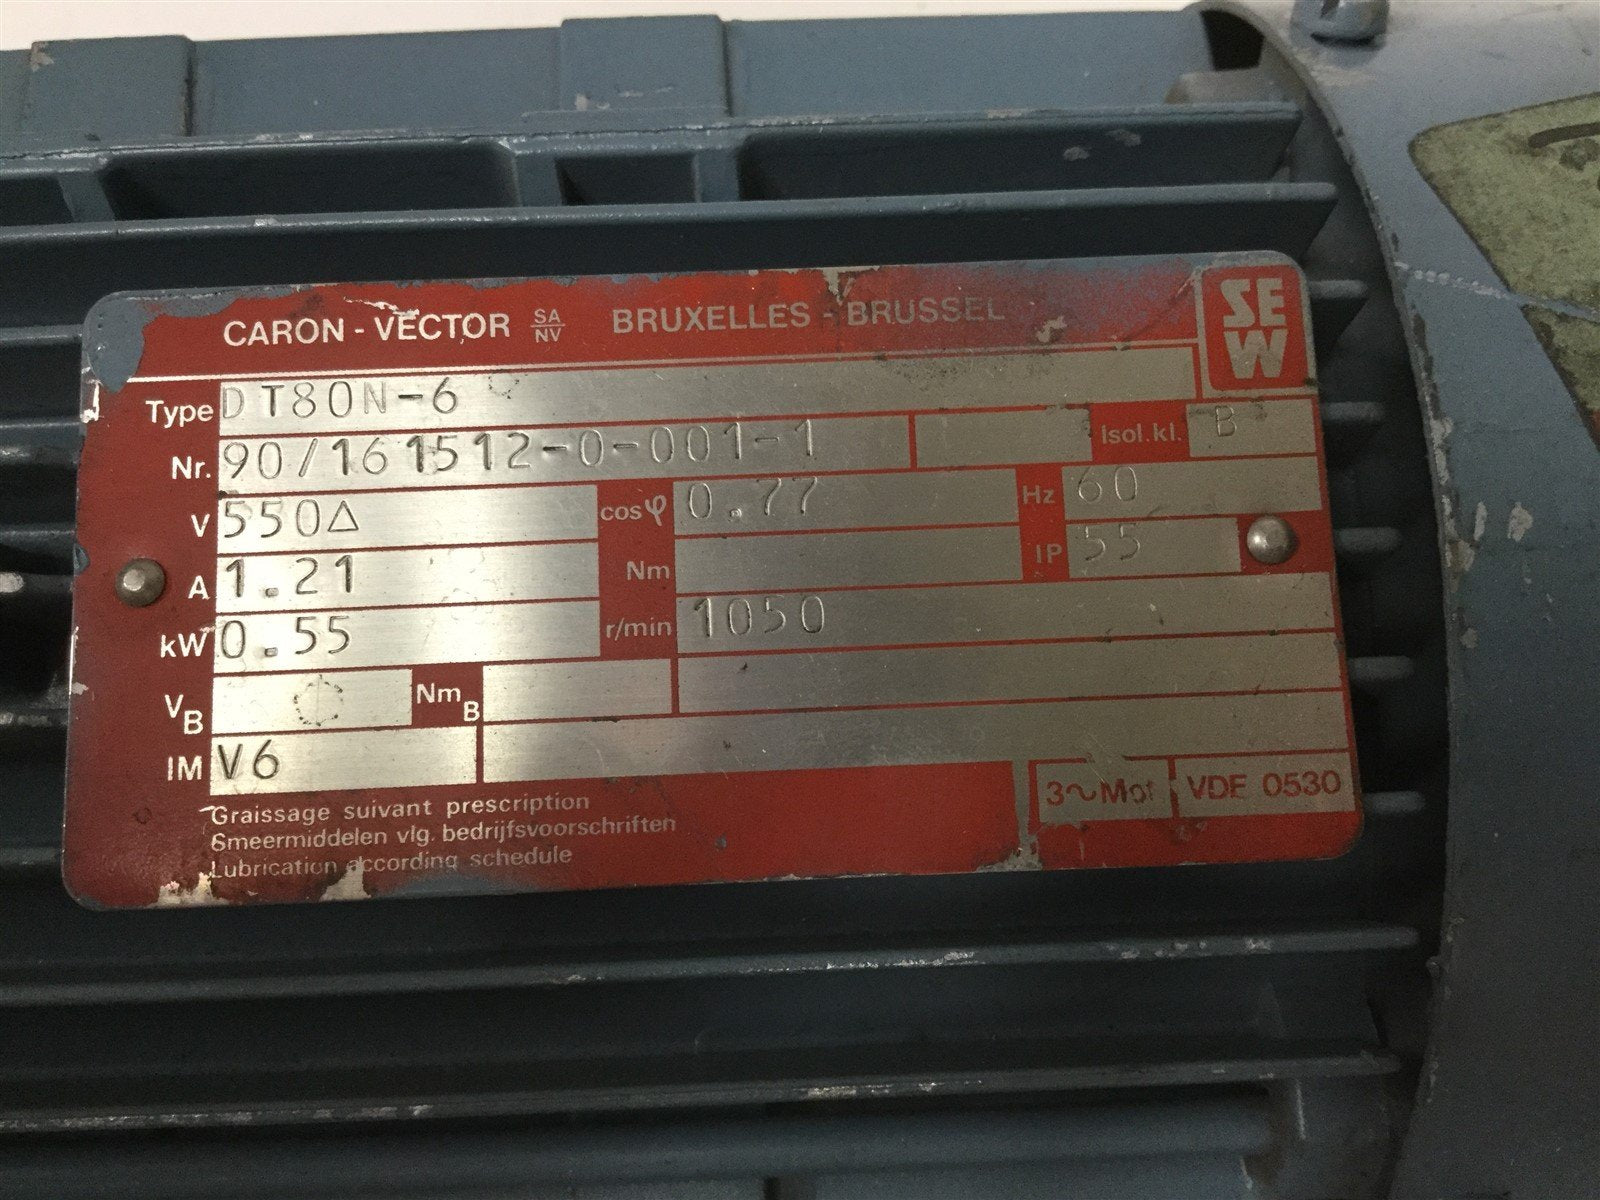 CARON - VECTOR SA/NV BRUXELLES - BRUSSEL SEW
Type DT80N-6
Nr. 90/161512-0-001-1 Isol.kl. B
V 550Δ cosφ 0.77 Hz 60
A 1.21 Nm IP 55
kW 0.55 r/min 1050
VB NmB
IM V6
3~Mot VDE 0530
Graissage suivant prescription
Smeermiddelen vlg. bedrijfsvoorschriften
Lubrication according schedule